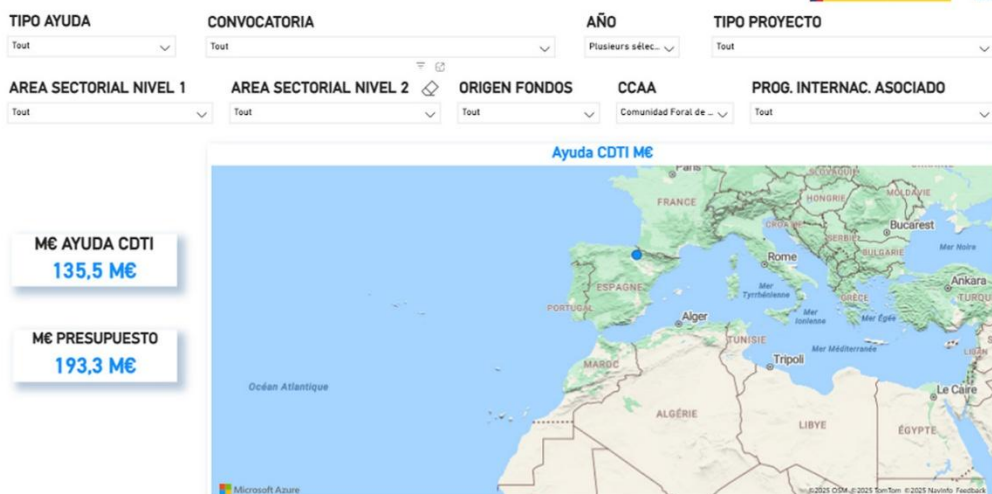 TIPO AYUDA
CONVOCATORIA
AÑO
TIPO PROYECTO
Tout
Tout
Plusieurs sélec...
Tout
AREA SECTORIAL NIVEL 1
AREA SECTORIAL NIVEL 2
ORIGEN FONDOS
CCAA
PROG. INTERNAC. ASOCIADO
Tout
Tout
Tout
Comunidad Foral de ...
Tout
Ayuda CDTI M€
M€ AYUDA CDTI
135,5 M€
M€ PRESUPUESTO
193,3 M€
Paris
SLOVAQUIE
MOLDAVIE
FRANCE
HONGRIE
CROATIE
Bucarest
SERBIE
Mer Noire
Rome
BULGARIE
ESPAGNE
Mer
Tyrrhénienne
Ankara
GRÈCE
PORTUGAL
Mer
Ionienne
Mer Égée
Alger
TUNISIE
Mer Méditerranée
LIBAN
MAROC
Tripoli
Océan Atlantique
Le Caire
ALGÉRIE
LIBYE
ÉGYPTE
Microsoft Azure
©2025 OSM ©2025 TomTom ©2025 Navinfo Feedback